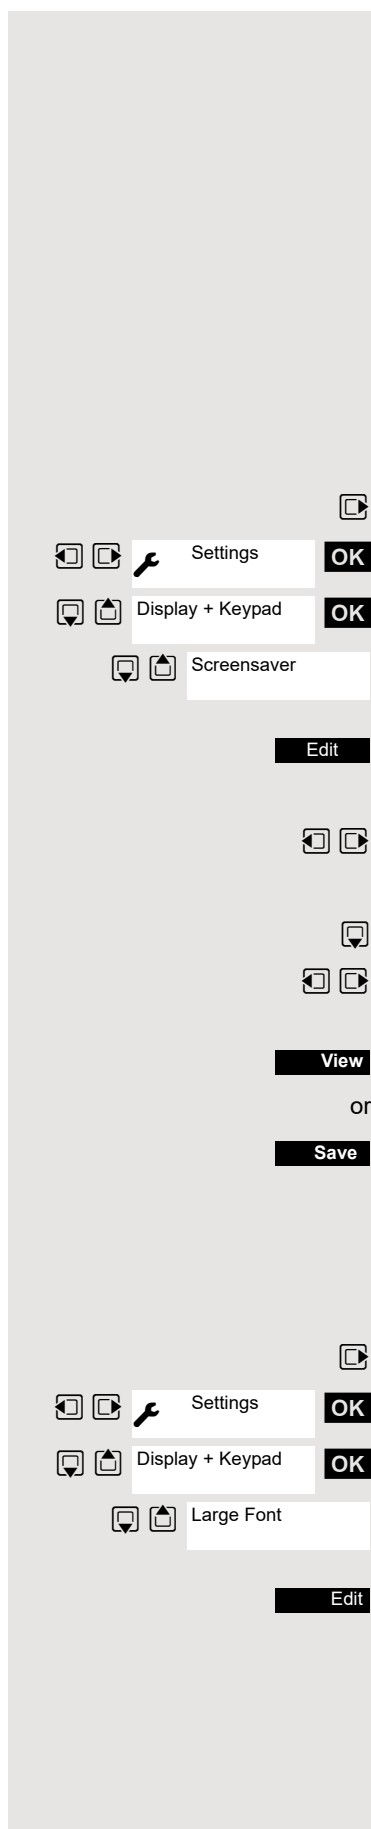 Settings OK
Display + Keypad OK
Screensaver
Edit
View
or
Save
Settings OK
Display + Keypad OK
Large Font
Edit